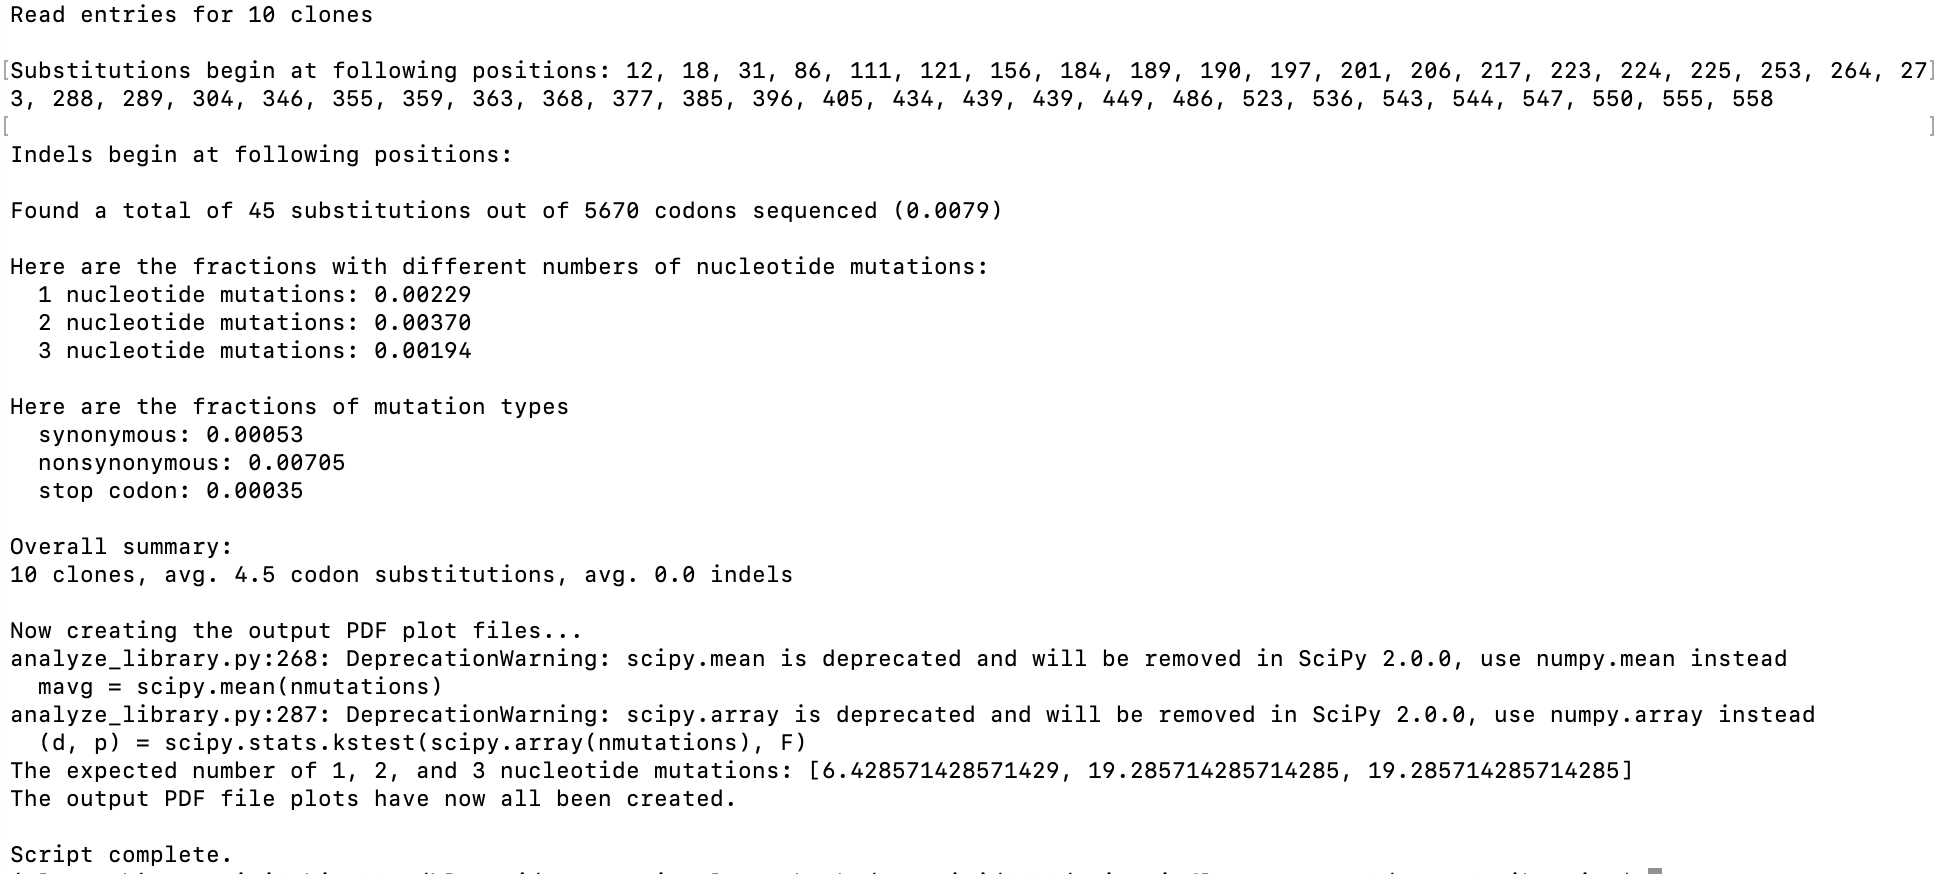 Read entries for 10 clones
[Substitutions begin at following positions: 12, 18, 31, 86, 111, 121, 156, 184, 189, 190, 197, 201, 206, 217, 223, 224, 225, 253, 264, 27]
3, 288, 289, 304, 346, 355, 359, 363, 368, 377, 385, 396, 405, 434, 439, 439, 449, 486, 523, 536, 543, 544, 547, 550, 555, 558
[ ]
Indels begin at following positions:
Found a total of 45 substitutions out of 5670 codons sequenced (0.0079)
Here are the fractions with different numbers of nucleotide mutations:
1 nucleotide mutations: 0.00229
2 nucleotide mutations: 0.00370
3 nucleotide mutations: 0.00194
Here are the fractions of mutation types
synonymous: 0.00053
nonsynonymous: 0.00705
stop codon: 0.00035
Overall summary:
10 clones, avg. 4.5 codon substitutions, avg. 0.0 indels
Now creating the output PDF plot files...
analyze_library.py:268: DeprecationWarning: scipy.mean is deprecated and will be removed in SciPy 2.0.0, use numpy.mean instead
mavg = scipy.mean(nmutations)
analyze_library.py:287: DeprecationWarning: scipy.array is deprecated and will be removed in SciPy 2.0.0, use numpy.array instead
(d, p) = scipy.stats.kstest(scipy.array(nmutations), F)
The expected number of 1, 2, and 3 nucleotide mutations: [6.428571428571429, 19.285714285714285, 19.285714285714285]
The output PDF file plots have now all been created.
Script complete.